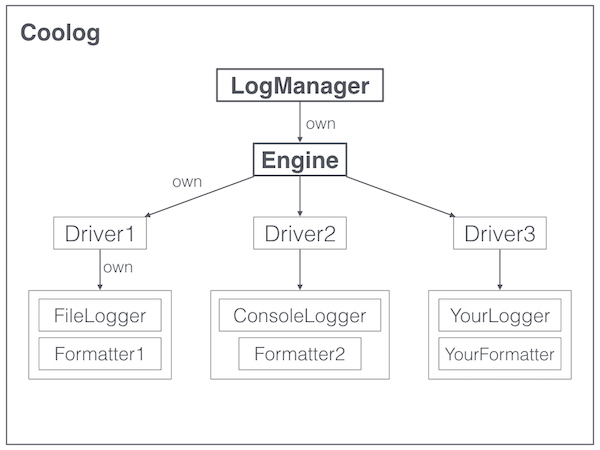 Coolog
LogManager
own
Engine
own
Driver1
Driver2
Driver3
own
FileLogger
ConsoleLogger
YourLogger
Formatter1
Formatter2
YourFormatter